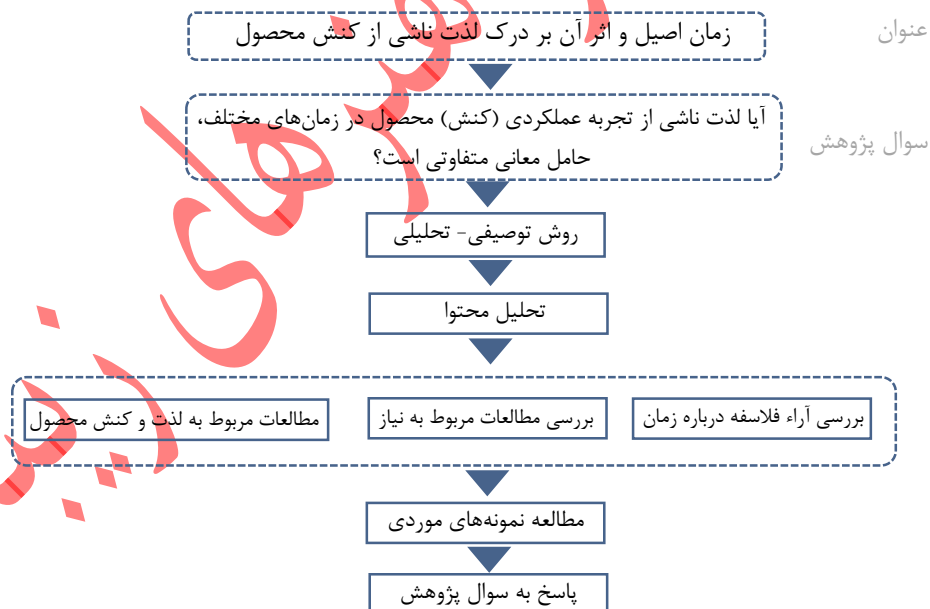 عنوان
زمان اصیل و اثر آن بر درک لذت ناشی از کنش محصول
سوال پژوهش
آیا لذت ناشی از تجربه عملکردی (کنش) محصول در زمان‌های مختلف،
حامل معانی متفاوتی است؟
روش توصیفی- تحلیلی
تحلیل محتوا
بررسی آراء فلاسفه درباره زمان
بررسی مطالعات مربوط به نیاز
مطالعات مربوط به لذت و کنش محصول
مطالعه نمونه‌های موردی
پاسخ به سوال پژوهش